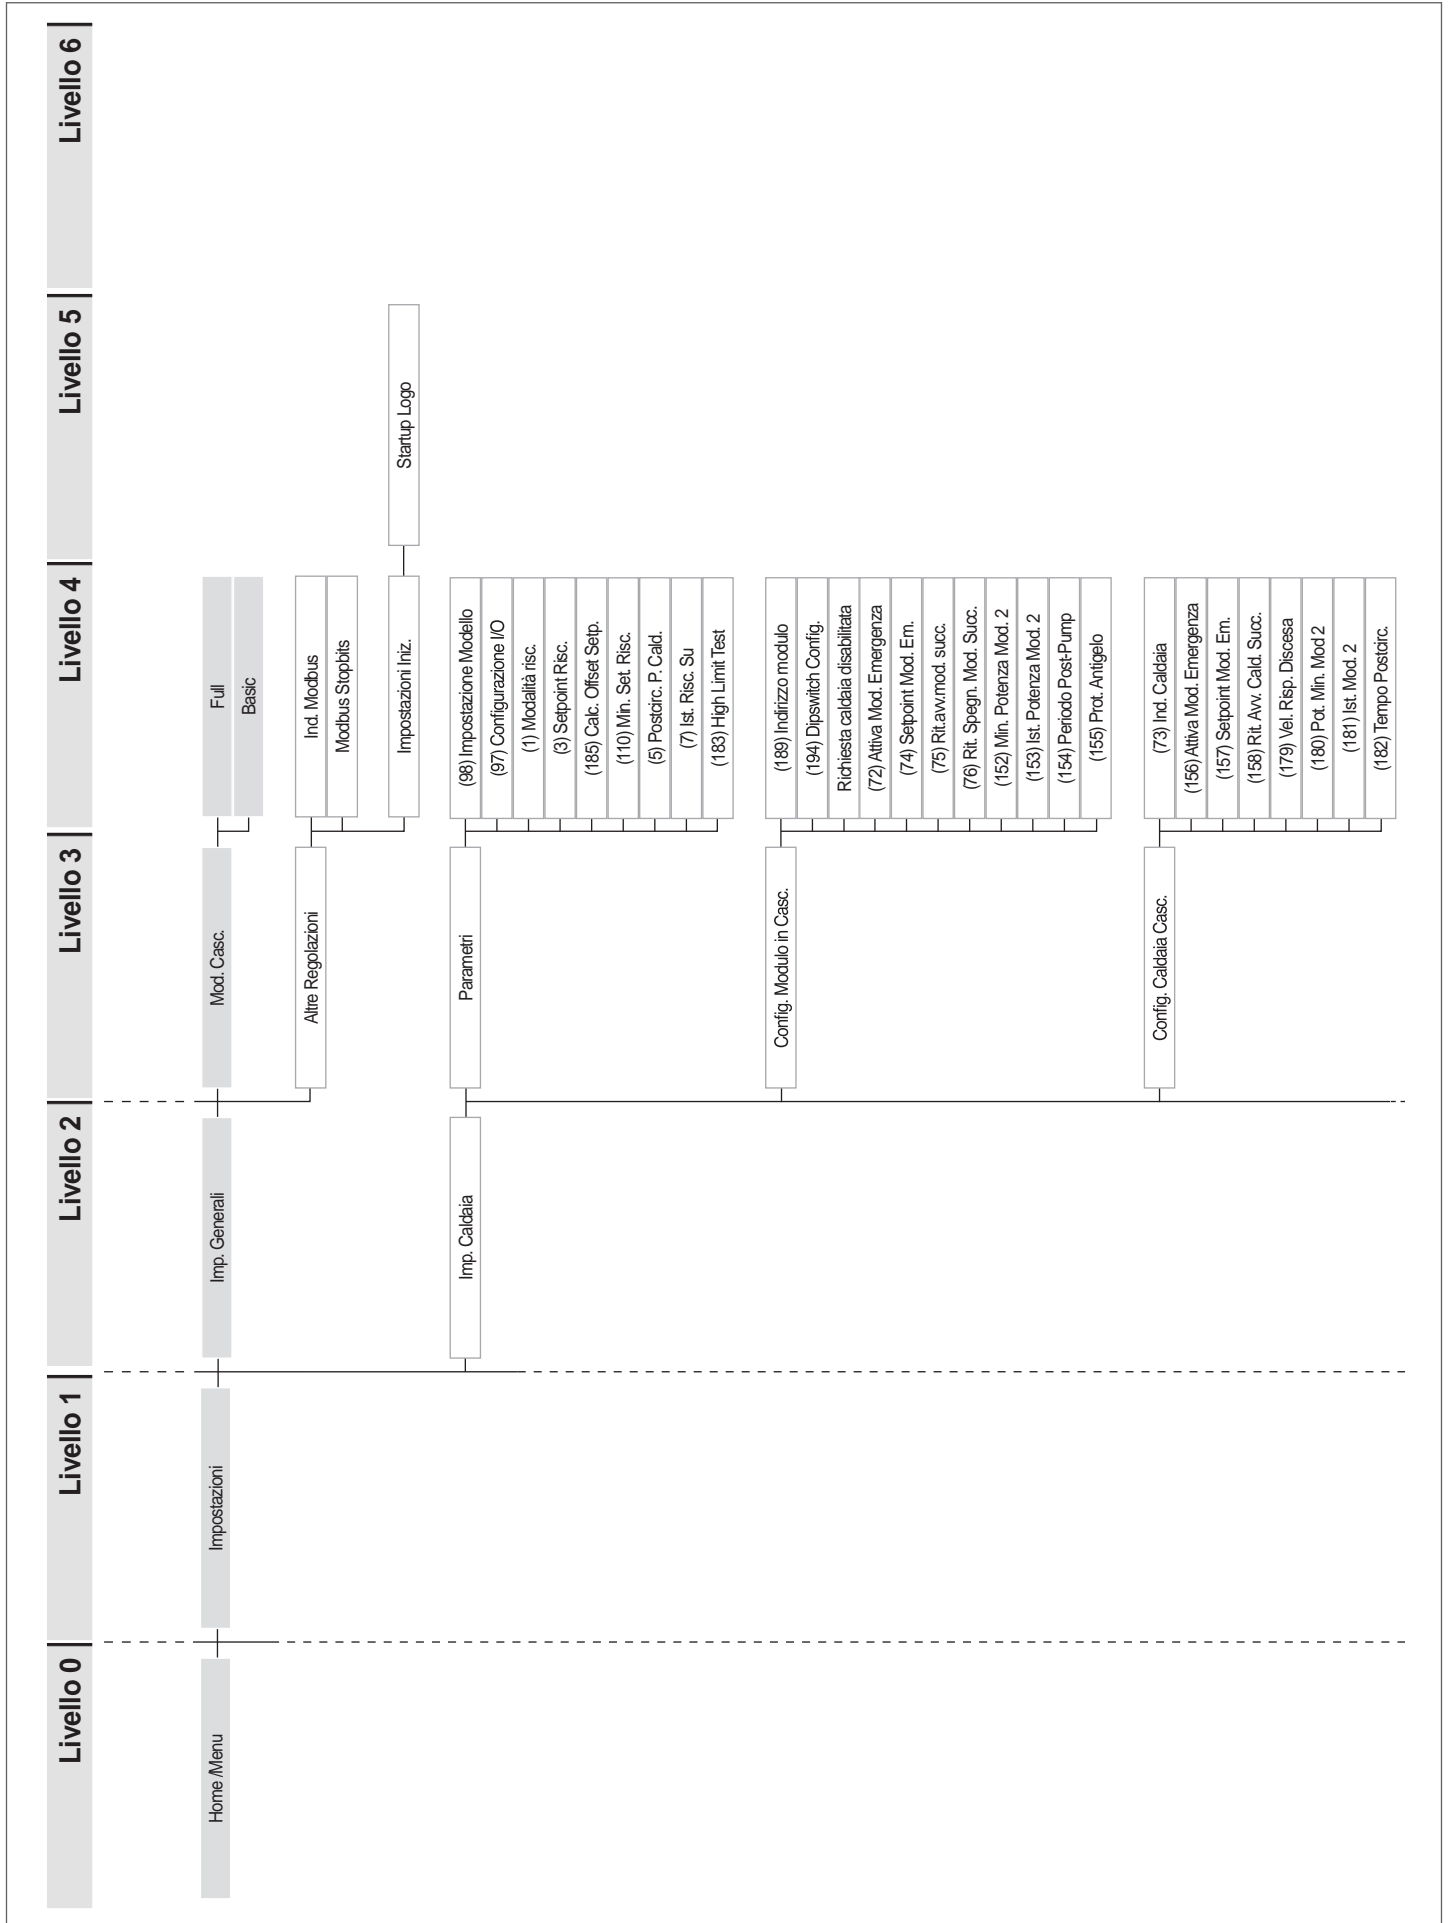 Livello 0
Livello 1
Livello 2
Livello 3
Livello 4
Livello 5
Livello 6
Home /Menu
Impostazioni
Imp. Generali
Mod. Casc.
Full
Basic
Altre Regolazioni
Ind. Modbus
Modbus Stopbits
Impostazioni Iniz.
Startup Logo
Imp. Caldaia
Parametri
(98) Impostazione Modello
(97) Configurazione I/O
(1) Modalità risc.
(3) Setpoint Risc.
(185) Calc. Offset Setp.
(110) Min. Set. Risc.
(5) Postcirc. P. Cald.
(7) Ist. Risc. Su
(183) High Limit Test
Config. Modulo in Casc.
(189) Indirizzo modulo
(194) Dipswitch Config.
Richiesta caldaia disabilitata
(72) Attiva Mod. Emergenza
(74) Setpoint Mod. Em.
(75) Rit.avv.mod. succ.
(76) Rit. Spegn. Mod. Succ.
(152) Min. Potenza Mod. 2
(153) Ist. Potenza Mod. 2
(154) Periodo Post-Pump
(155) Prot. Antigelo
Config. Caldaia Casc.
(73) Ind. Caldaia
(156) Attiva Mod. Emergenza
(157) Setpoint Mod. Em.
(158) Rit. Avv. Cald. Succ.
(179) Vel. Risp. Discesa
(180) Pot. Min. Mod 2
(181) Ist. Mod. 2
(182) Tempo Postcirc.